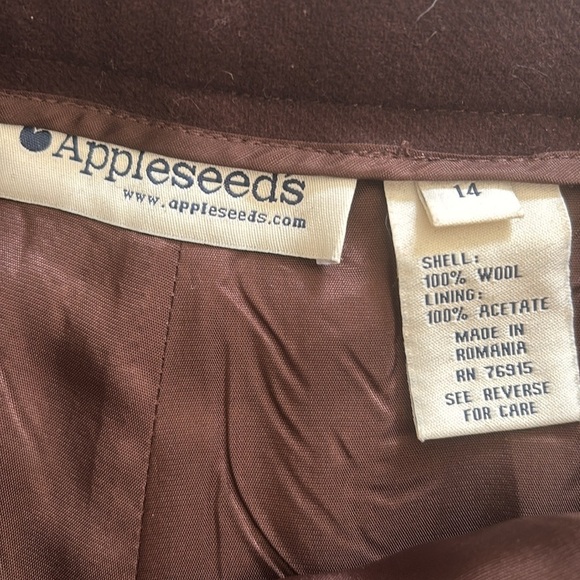 Appleseed's
www.appleseeds.com
14
SHELL:
100% WOOL
LINING:
100% ACETATE
MADE IN
ROMANIA
RN 76915
SEE REVERSE
FOR CARE